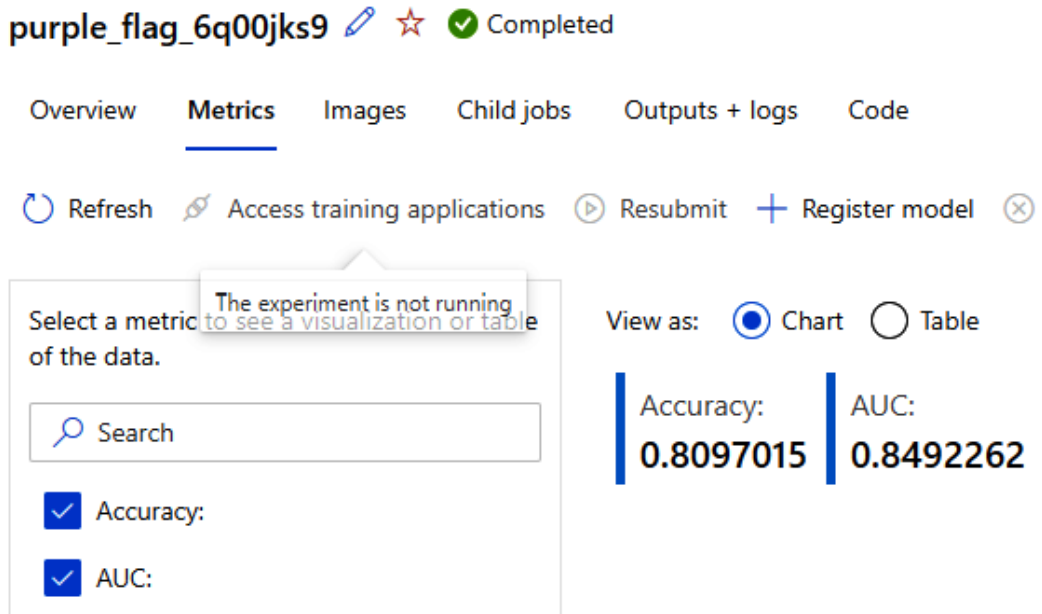 purple_flag_6q00jks9 Completed
Overview Metrics Images Child jobs Outputs + logs Code
Refresh Access training applications Resubmit Register model
The experiment is not running
Select a metric to see a visualization or table
of the data.
Search
Accuracy:
AUC:
View as: Chart Table
Accuracy: AUC:
0.8097015 0.8492262